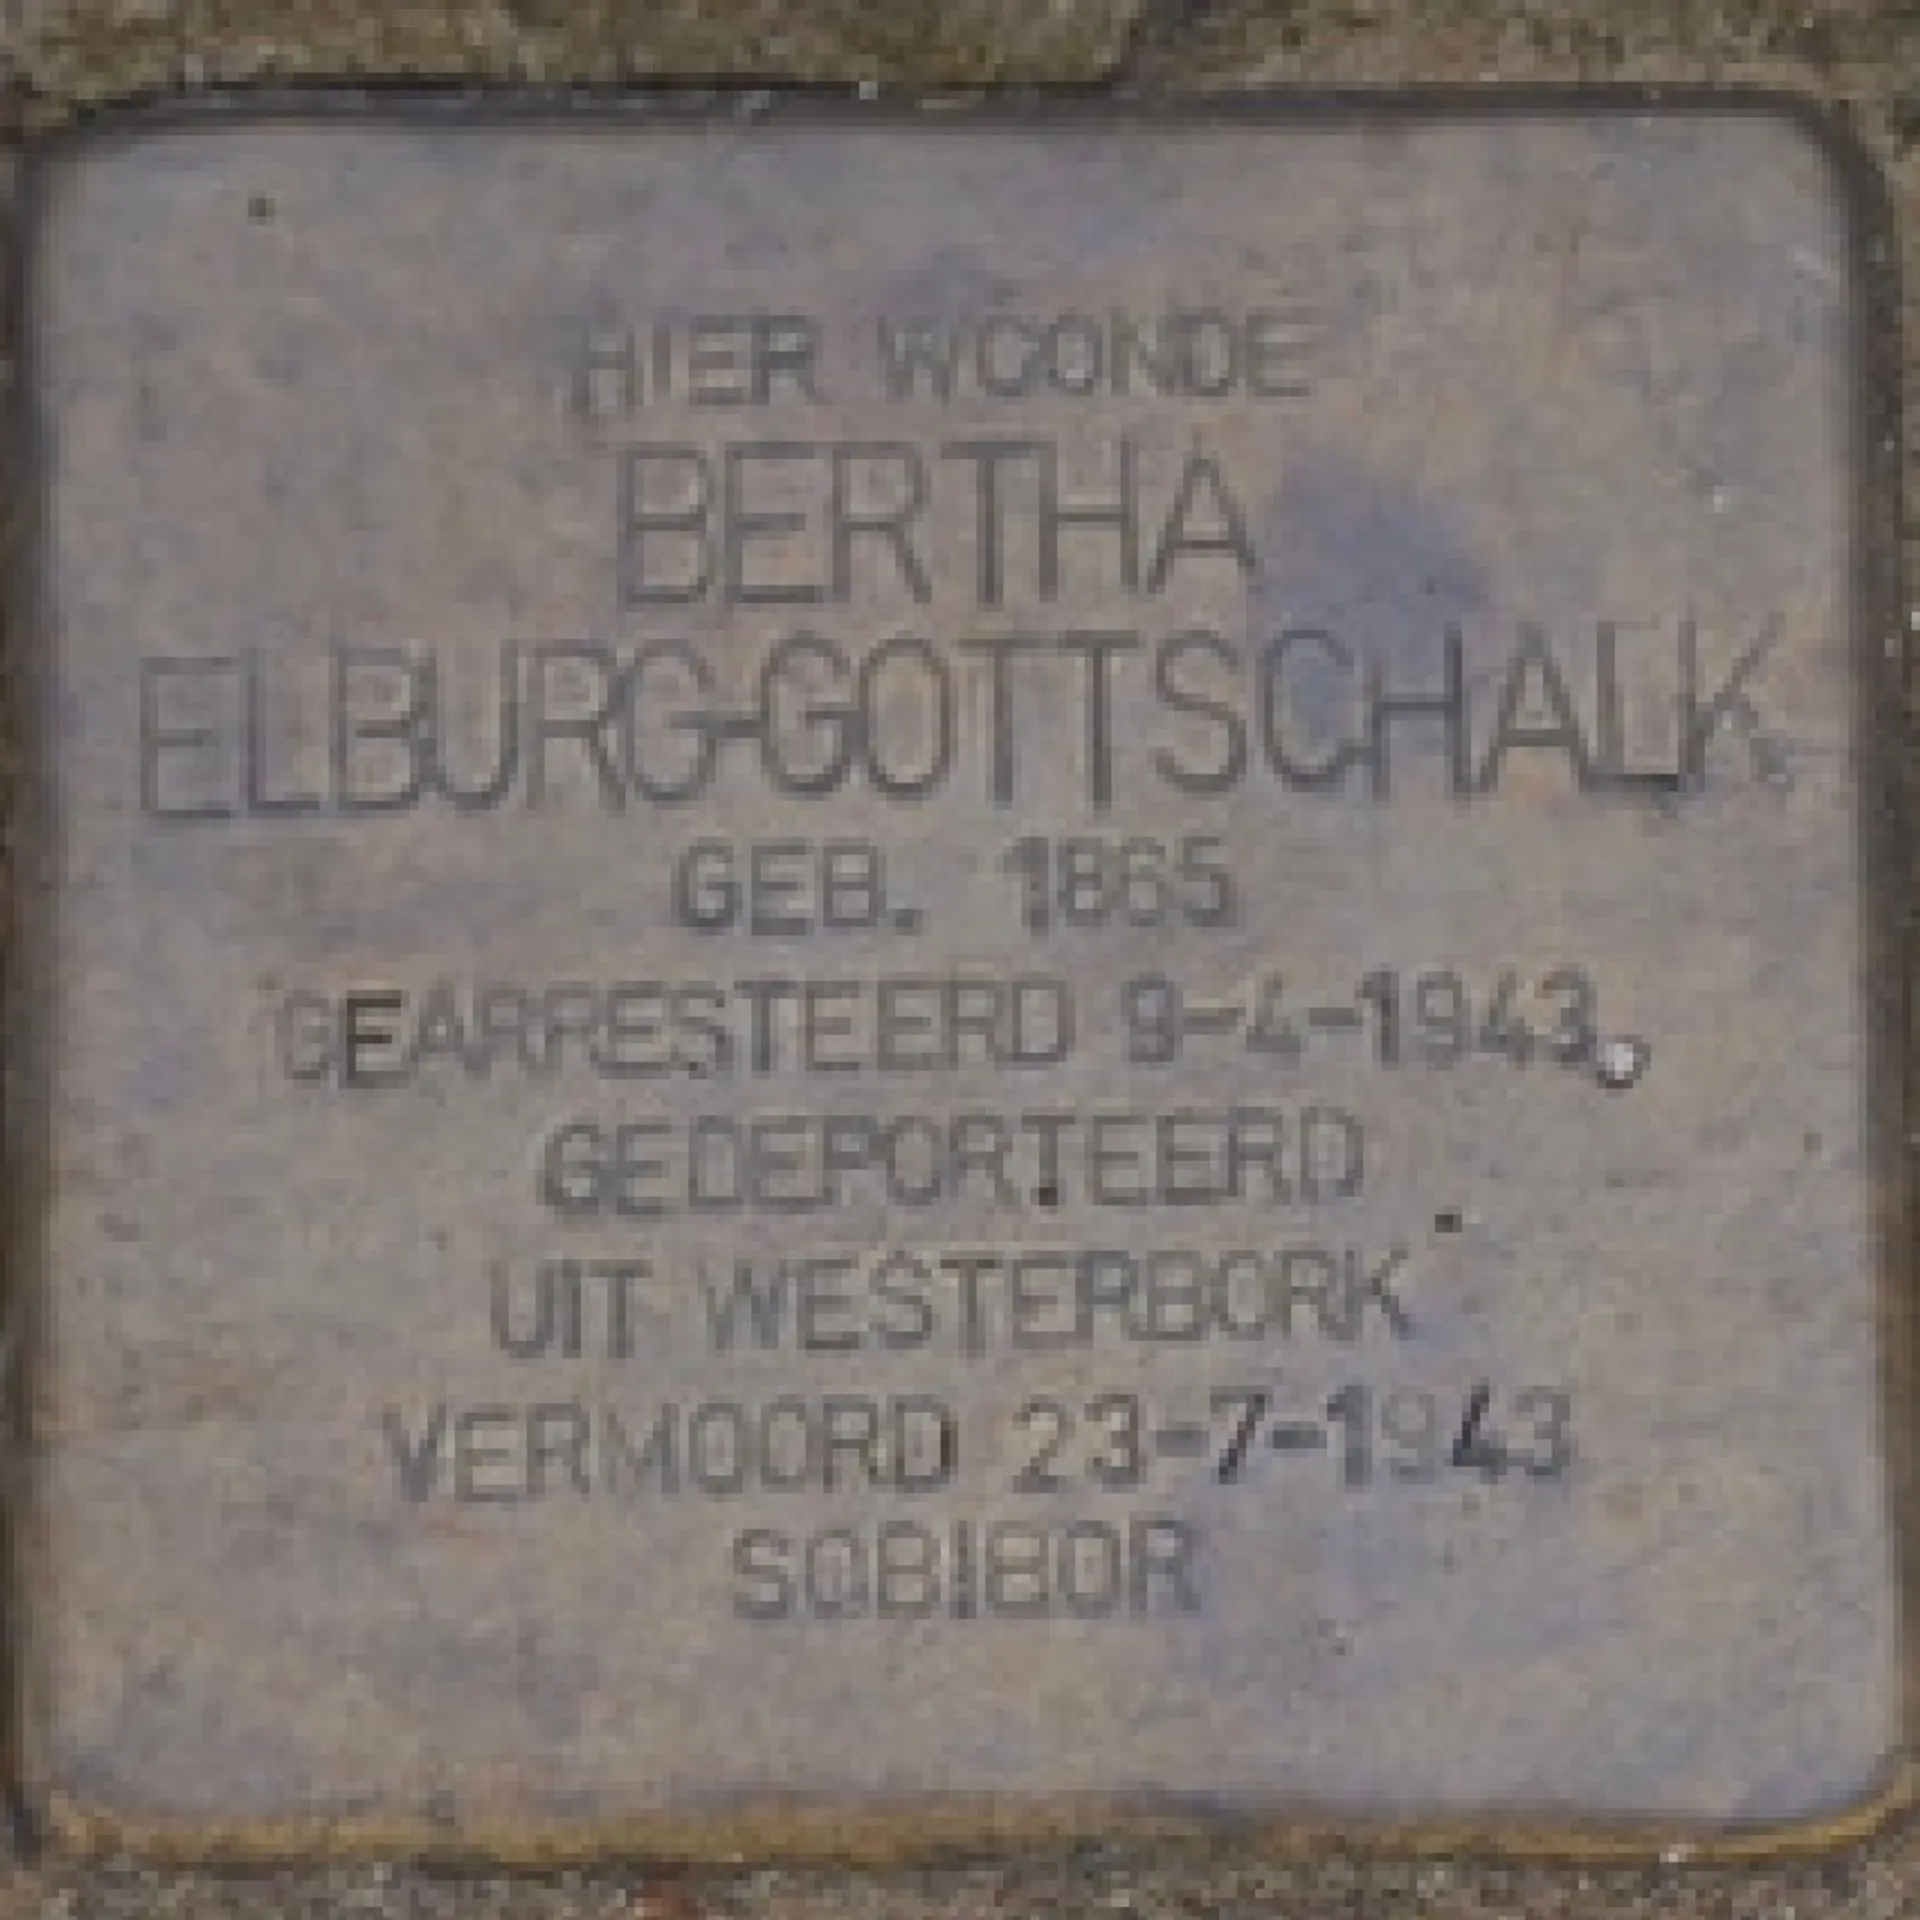 HIER WOONDE
BERTHA
ELBURG-GOTTSCHALK
GEB. 1865
GEARRESTEERD 9-4-1943
GEDEPORTEERD
UIT WESTERBORK
VERMOORD 23-7-1943
SOBIBOR